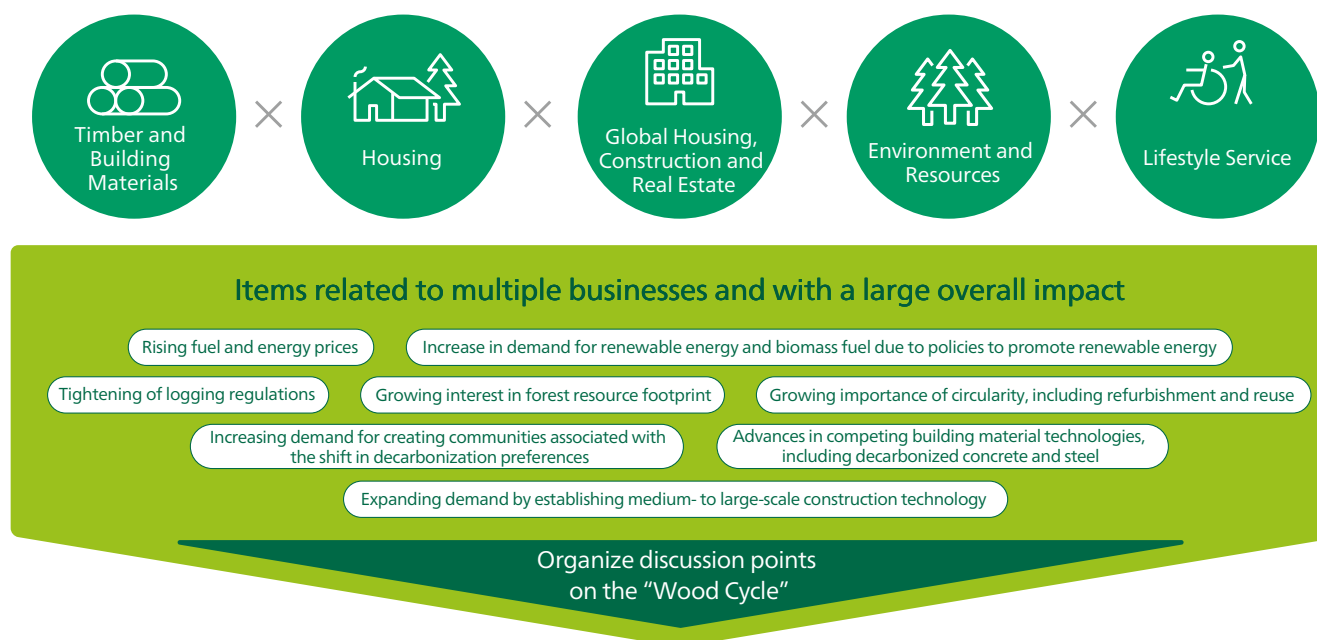 Timber and
Building
Materials
Housing
Global Housing,
Construction and
Real Estate
Environment and
Resources
Lifestyle Service
Items related to multiple businesses and with a large overall impact
Rising fuel and energy prices
Increase in demand for renewable energy and biomass fuel due to policies to promote renewable energy
Tightening of logging regulations
Growing interest in forest resource footprint
Growing importance of circularity, including refurbishment and reuse
Increasing demand for creating communities associated with
the shift in decarbonization preferences
Advances in competing building material technologies,
including decarbonized concrete and steel
Expanding demand by establishing medium- to large-scale construction technology
Organize discussion points
on the “Wood Cycle”